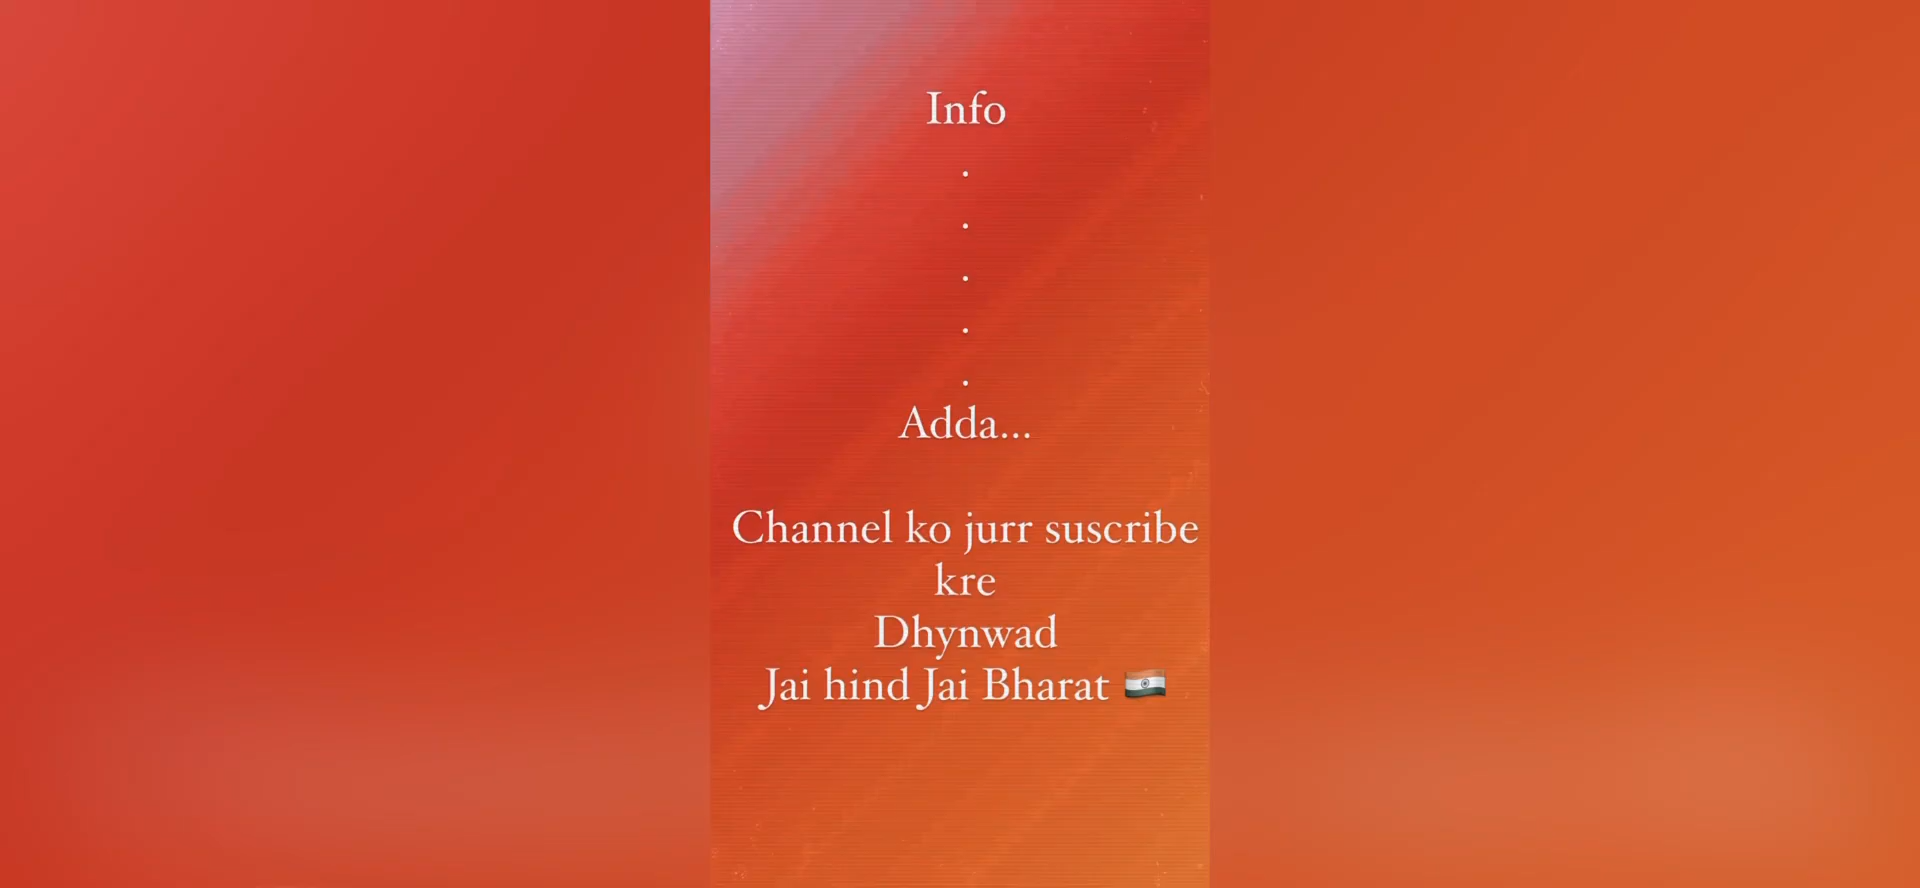 Info
.
.
.
.
.
Adda...
Channel ko jurr suscribe
kre
Dhynwad
Jai hind Jai Bharat 🇮🇳